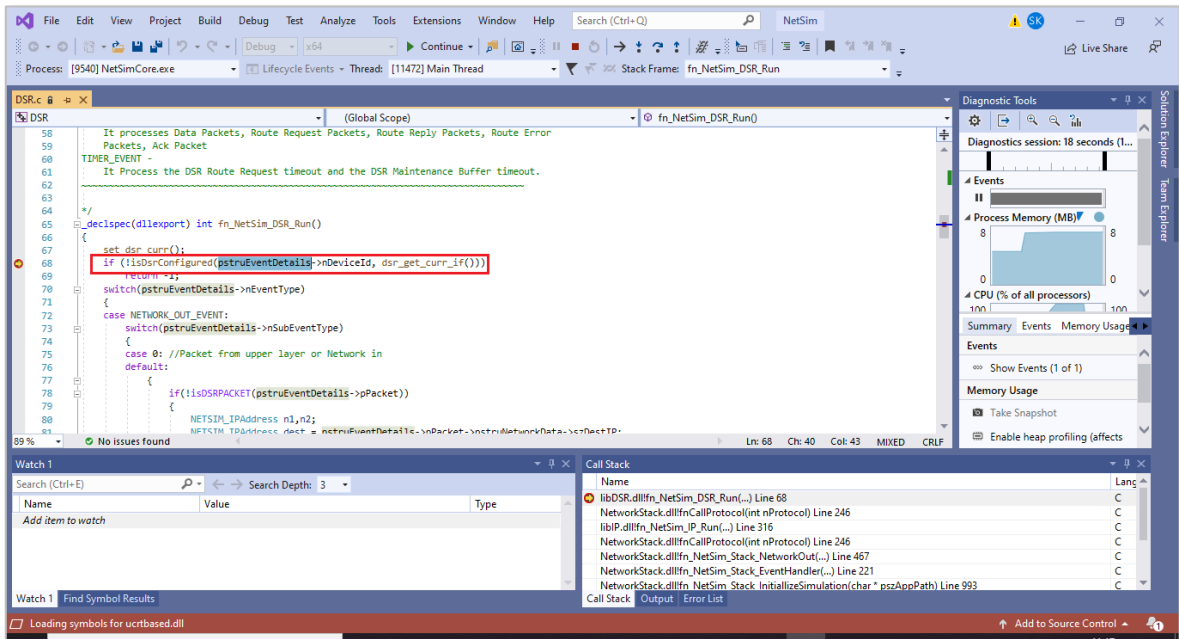 File Edit View Project Build Debug Test Analyze Tools Extensions Window Help Search (Ctrl+Q) NetSim SK
Debug x64 Continue Live Share
Process: [9540] NetSimCore.exe Lifecycle Events Thread: [11472] Main Thread Stack Frame: fn_NetSim_DSR_Run
DSR.c
DSR (Global Scope) fn_NetSim_DSR_Run()
58 It processes Data Packets, Route Request Packets, Route Reply Packets, Route Error
59 Packets, Ack Packet
60 TIMER_EVENT -
61 It Process the DSR Route Request timeout and the DSR Maintenance Buffer timeout.
62 ~~~~~~~~~~~~~~~~~~~~~~~~~~~~~~~~~~~~~~~~~~~~~~~~~~~~~~~~~~~~~~~~~~~~~~~~~~~
63
64 */
65 _declspec(dllexport) int fn_NetSim_DSR_Run()
66 {
67 set_dsr_curr();
68 if (!isDsrConfigured(pstruEventDetails->nDeviceId, dsr_get_curr_if()))
69 return -1;
70 switch(pstruEventDetails->nEventType)
71 {
72 case NETWORK_OUT_EVENT:
73 switch(pstruEventDetails->nSubEventType)
74 {
75 case 0: //Packet from upper layer or Network in
76 default:
77 {
78 if(!isDSRPACKET(pstruEventDetails->pPacket))
79 {
80 NETSIM_IPAddress n1,n2;
81 NETSIM_IPAddress dest = pstruEventDetails->pPacket->pstruNetworkData->szDestIP;
89 % No issues found Ln: 68 Ch: 40 Col: 43 MIXED CRLF
Diagnostic Tools
Diagnostics session: 18 seconds (1...
Events
Process Memory (MB)
8 8
0 0
CPU (% of all processors)
100 100
Summary Events Memory Usage
Events
Show Events (1 of 1)
Memory Usage
Take Snapshot
Enable heap profiling (affects
Solution Explorer
Team Explorer
Watch 1
Search (Ctrl+E) Search Depth: 3
Name Value Type
Add item to watch
Watch 1 Find Symbol Results
Call Stack
Name Lang
libDSR.dll!fn_NetSim_DSR_Run(...) Line 68 C
NetworkStack.dll!fnCallProtocol(int nProtocol) Line 246 C
libIP.dll!fn_NetSim_IP_Run(...) Line 316 C
NetworkStack.dll!fnCallProtocol(int nProtocol) Line 246 C
NetworkStack.dll!fn_NetSim_Stack_NetworkOut(...) Line 467 C
NetworkStack.dll!fn_NetSim_Stack_EventHandler(...) Line 221 C
NetworkStack.dll!fn_NetSim_Stack_InitiallizeSimulation(char * pszAppPath) Line 993 C
Call Stack Output Error List
Loading symbols for ucrtbased.dll Add to Source Control 1